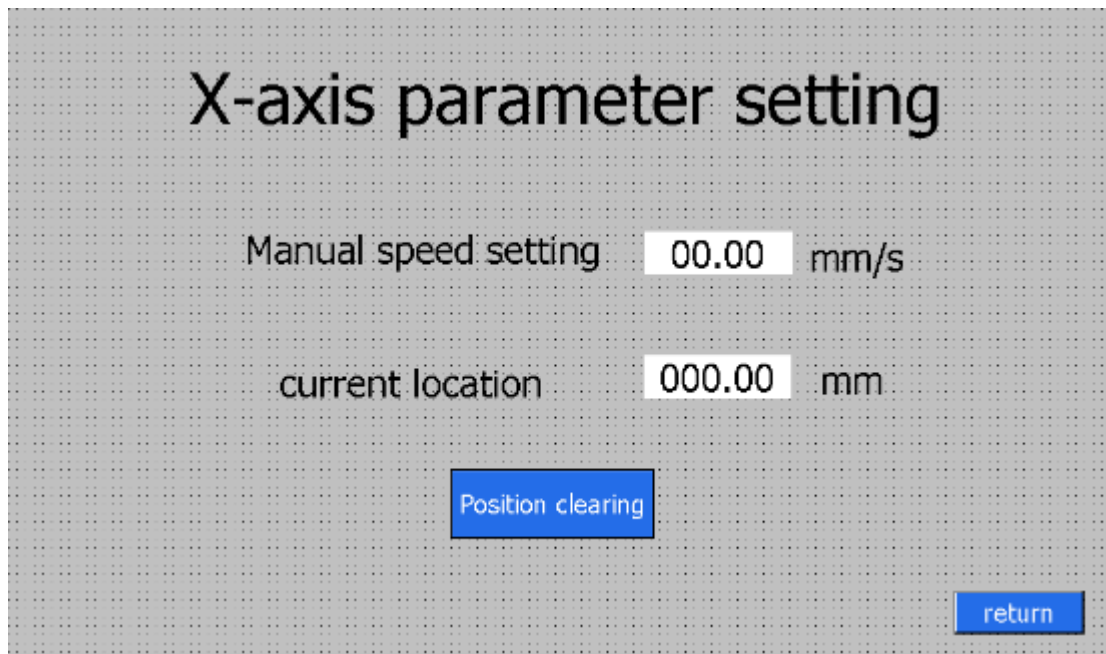 X-axis parameter setting
Manual speed setting 00.00 mm/s
current location 000.00 mm
Position clearing
return